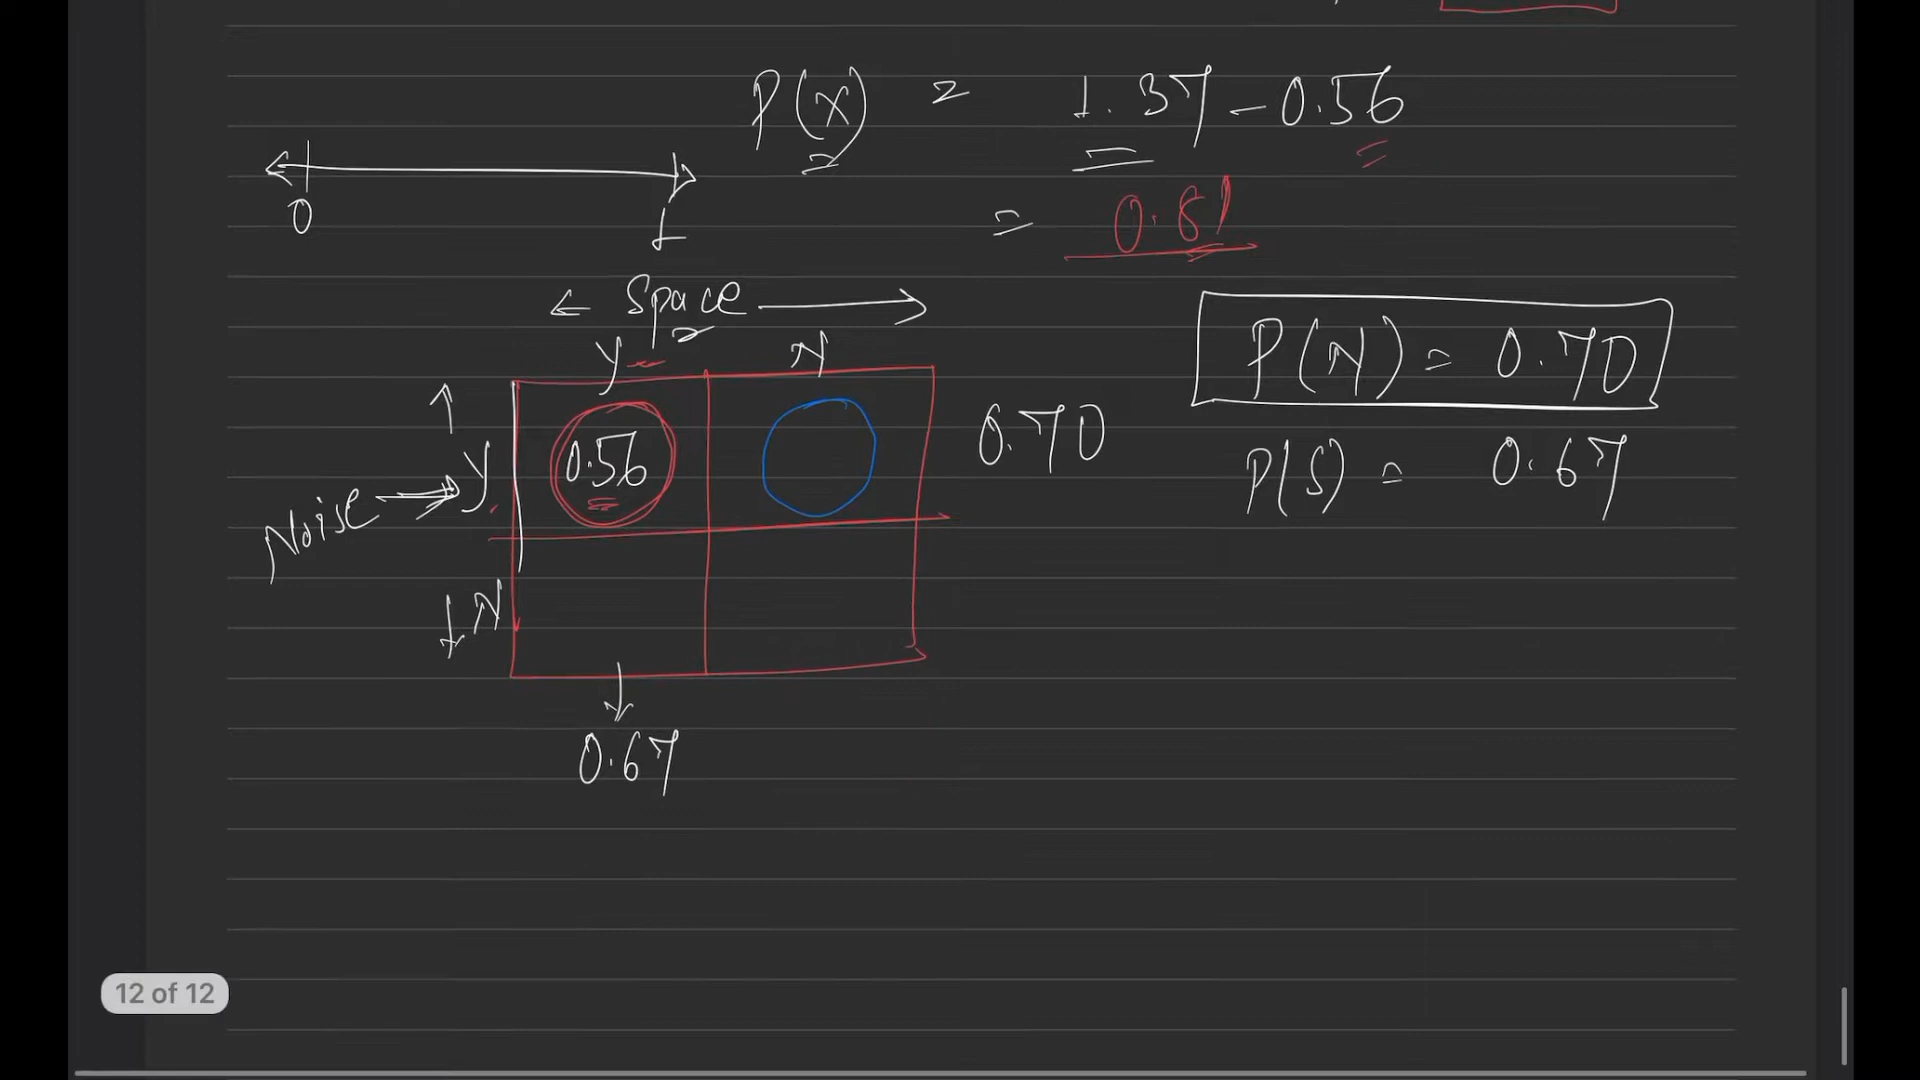 P(X) = 1.37 - 0.56
0 1
= 0.81
← Space →
Y N
P(N) = 0.70
↑
Noise → Y 0.56 0.70
P(S) = 0.67
↓ N
↓
0.67
12 of 12